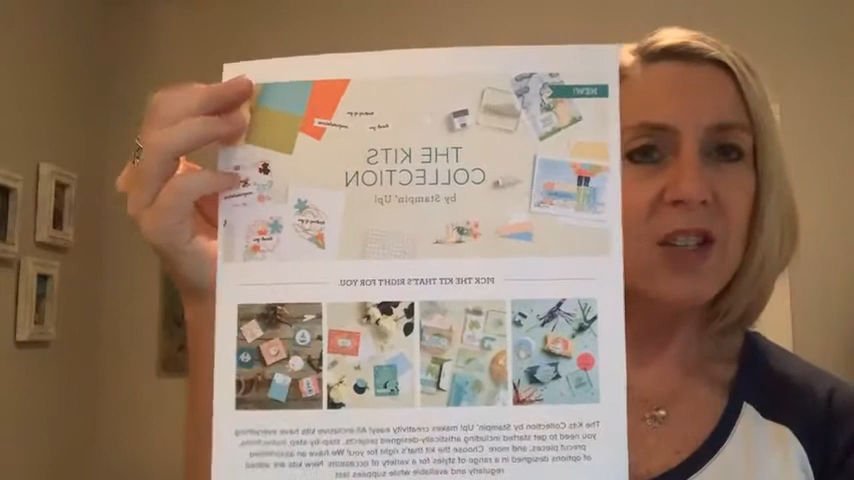 NEW!
THE KITS
COLLECTION
by Stampin' Up!
PICK THE KIT THAT'S RIGHT FOR YOU.
The Kits Collection by Stampin' Up! makes creativity easy! All-inclusive kits have everything
you need to get started including artistically-designed projects, step-by-step instructions,
precut pieces, and more. Choose the kit that's right for you! We have an assortment
of options designed in a range of styles for a variety of occasions. New kits are added
regularly and available while supplies last